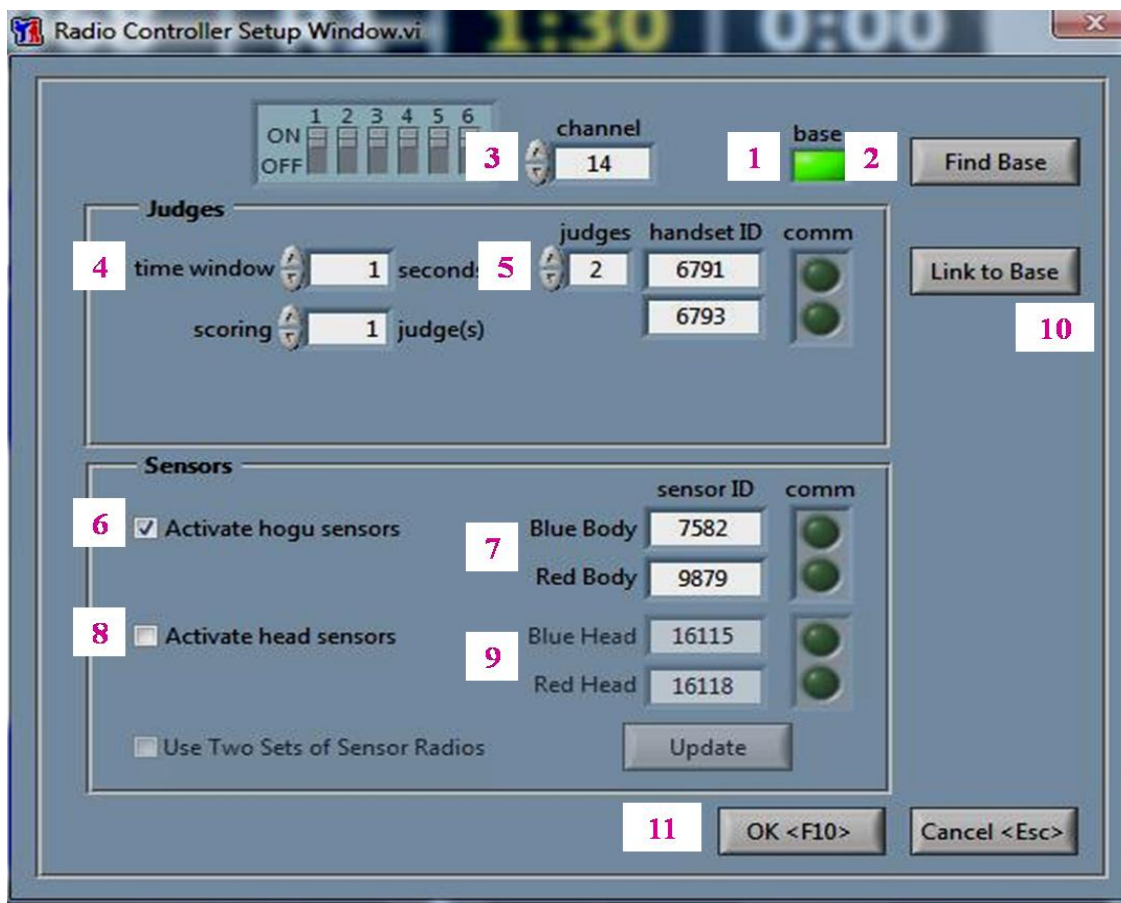 Radio Controller Setup Window.vi
1:30 0:00
1 2 3 4 5 6
ON
OFF
3
channel
14
1
base
2
Find Base
Judges
4
time window 1 seconds
5
judges handset ID comm
2 6791
6793
Link to Base
10
scoring 1 judge(s)
Sensors
sensor ID comm
6
Activate hogu sensors
7
Blue Body 7582
Red Body 9879
8
Activate head sensors
9
Blue Head 16115
Red Head 16118
Use Two Sets of Sensor Radios
Update
11
OK <F10>
Cancel <Esc>